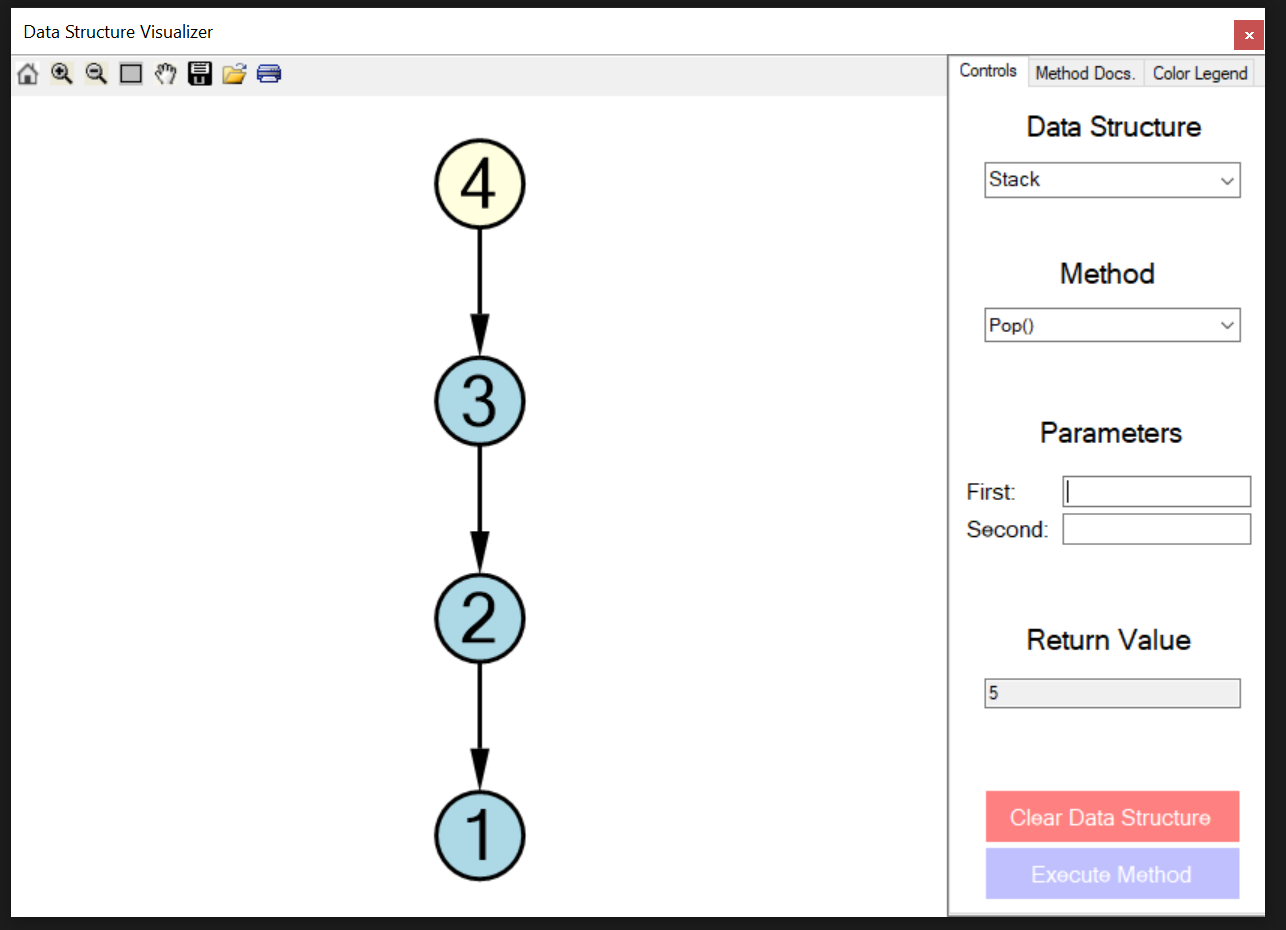 Data Structure Visualizer
×
Controls
Method Docs.
Color Legend
4
3
2
1
Data Structure
Stack
Method
Pop()
Parameters
First:
Second:
Return Value
5
Clear Data Structure
Execute Method